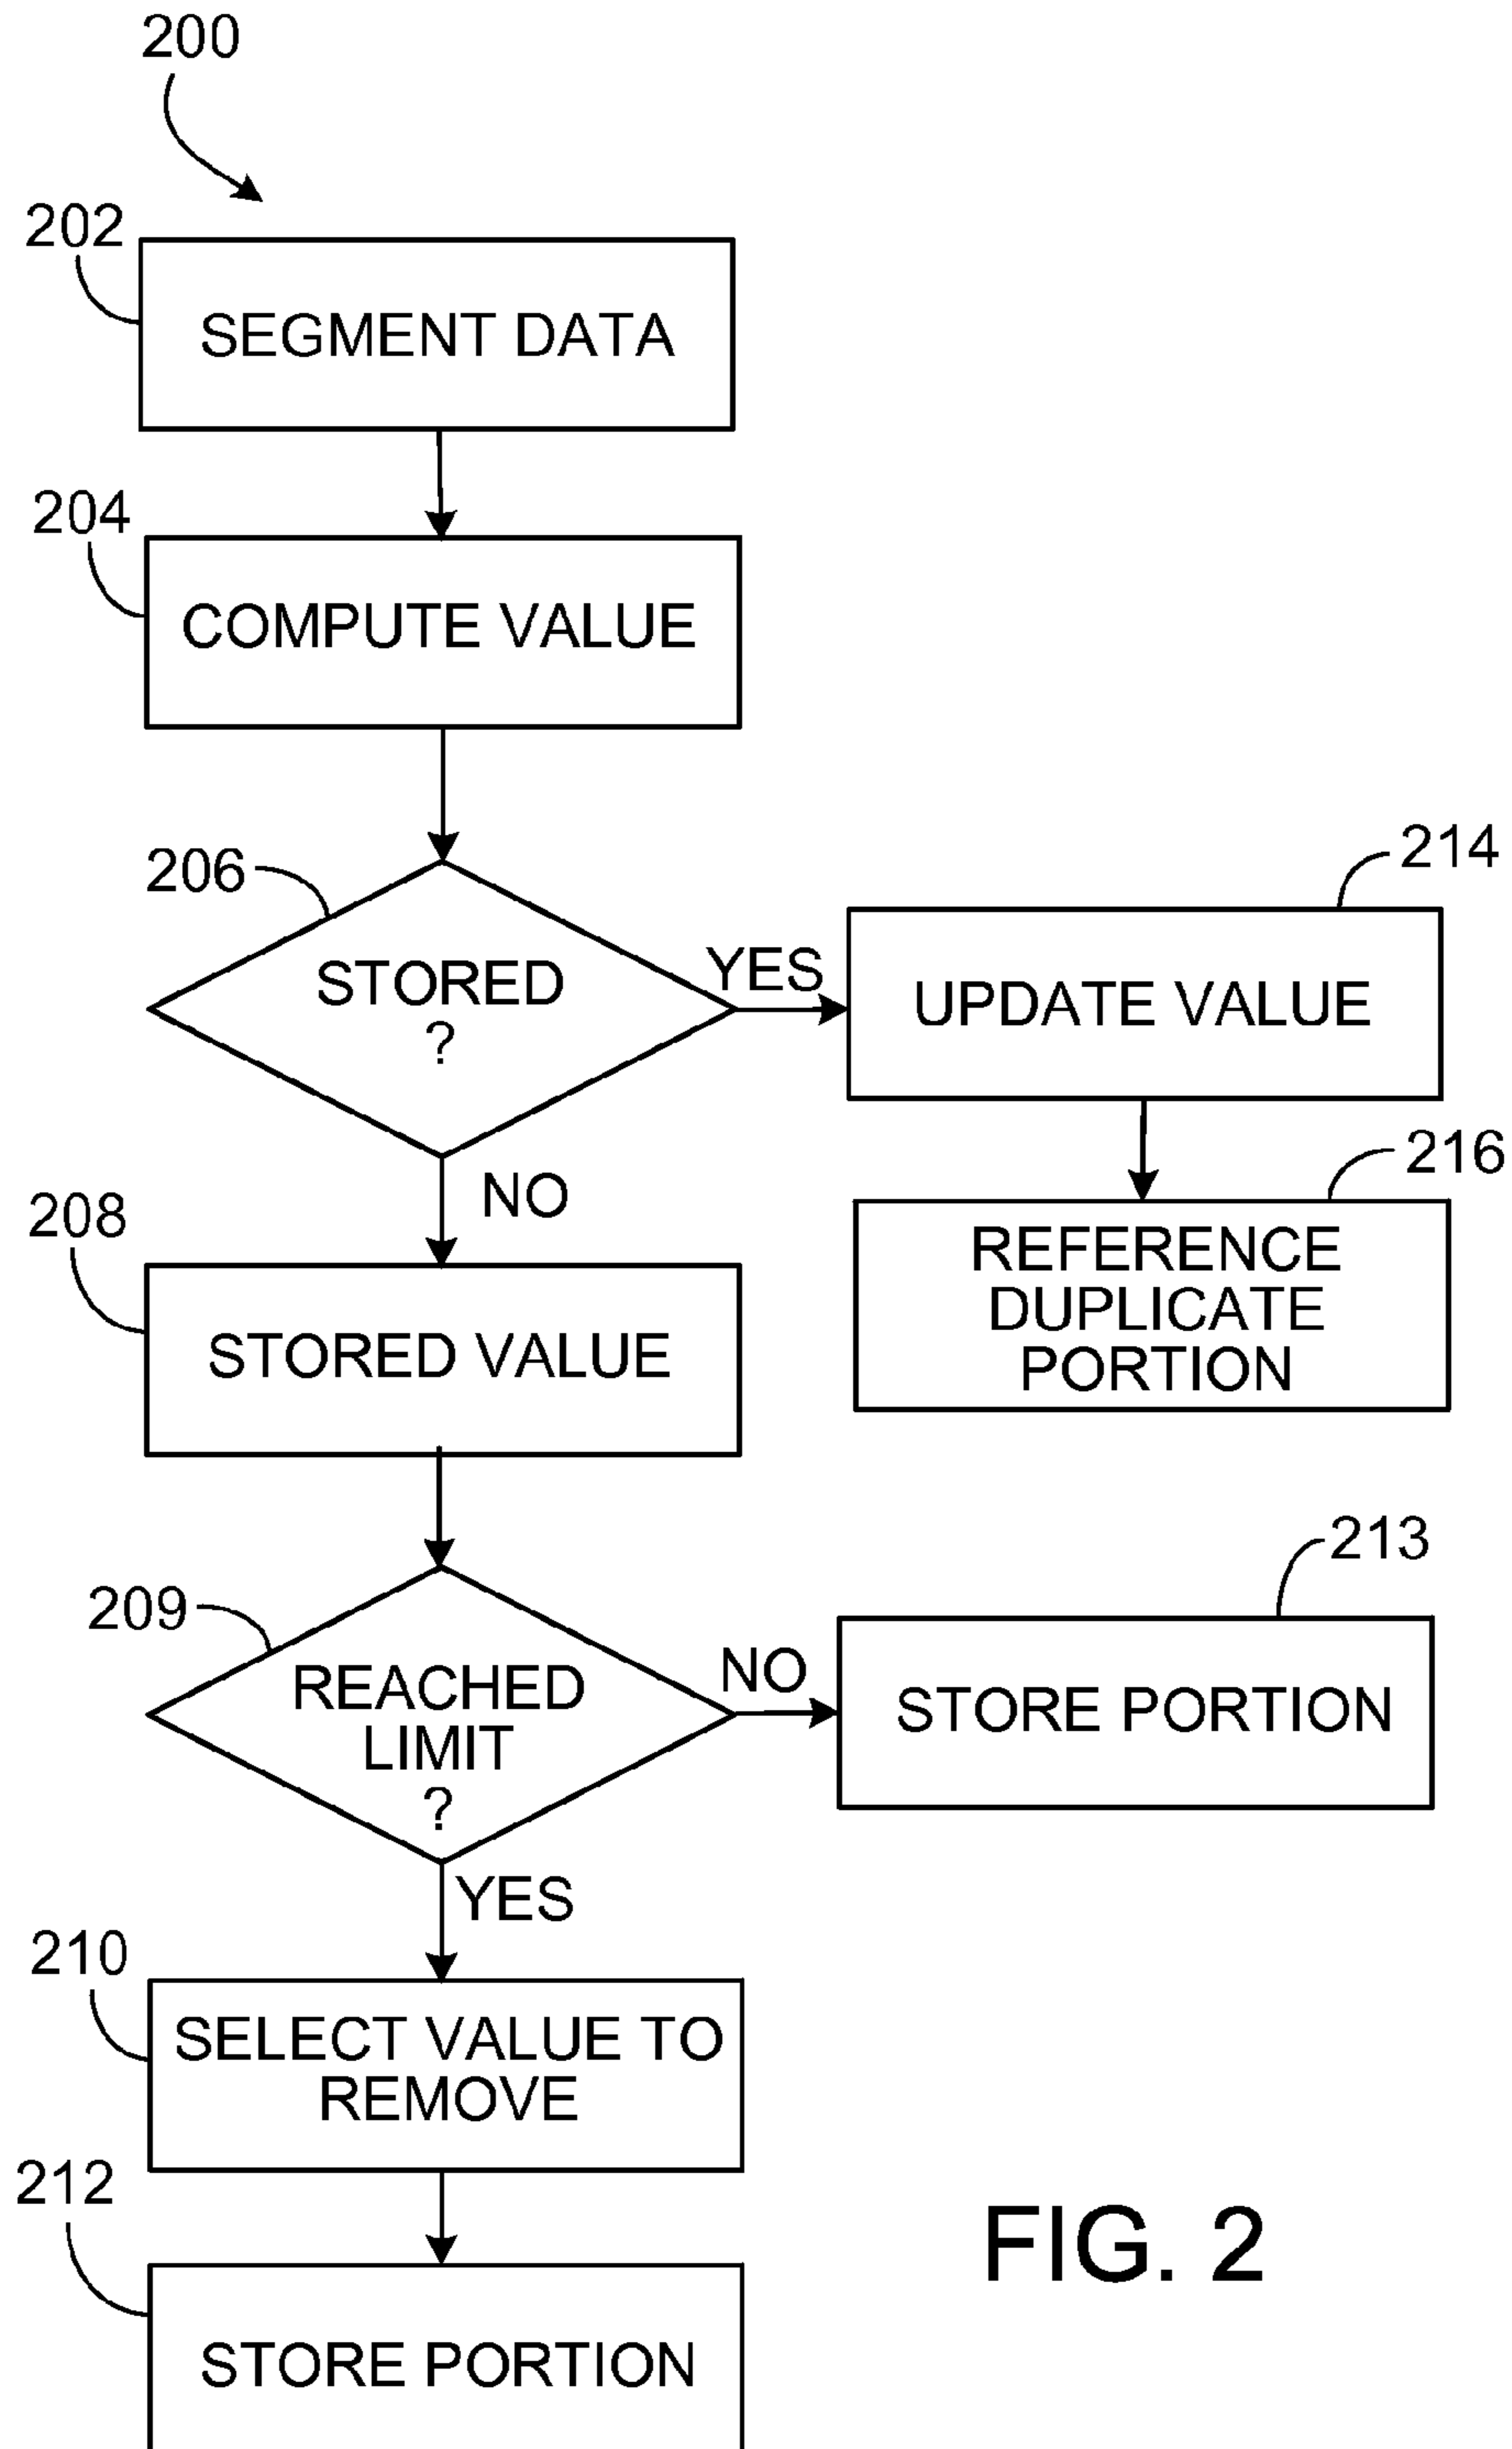 200
202
SEGMENT DATA
204
COMPUTE VALUE
206
STORED
?
YES
214
UPDATE VALUE
NO
216
REFERENCE
DUPLICATE
PORTION
208
STORED VALUE
209
REACHED
LIMIT
?
NO
213
STORE PORTION
YES
210
SELECT VALUE TO
REMOVE
212
STORE PORTION
FIG. 2